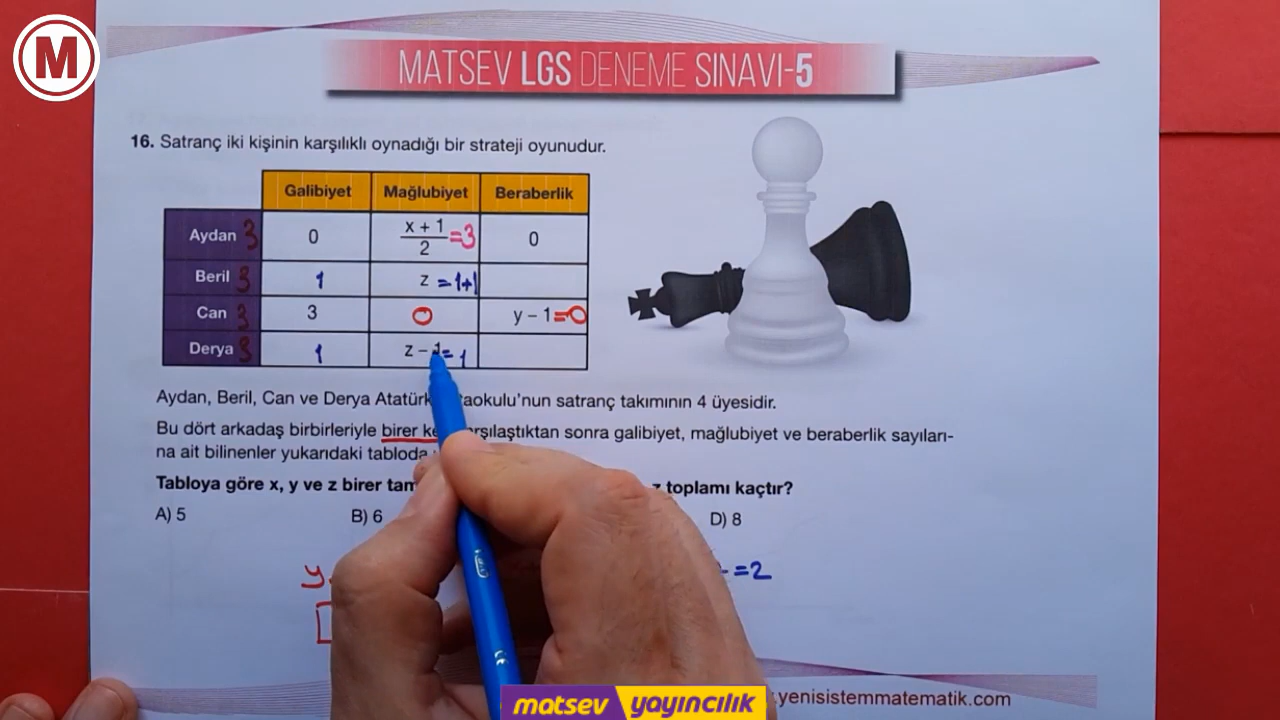 M
MATSEV LGS DENEME SINAVI-5
16. Satranç iki kişinin karşılıklı oynadığı bir strateji oyunudur.
Galibiyet Mağlubiyet Beraberlik
Aydan 3 0 x + 1 / 2 =3 0
Beril 3 1 z =1+1
Can 3 3 0 y – 1 =0
Derya 3 1 z – 1 = 1
Aydan, Beril, Can ve Derya Atatürk taokulu'nun satranç takımının 4 üyesidir.
Bu dört arkadaş birbirleriyle birer ke rşılaştıktan sonra galibiyet, mağlubiyet ve beraberlik sayıları-
na ait bilinenler yukarıdaki tabloda
Tabloya göre x, y ve z birer tam z toplamı kaçtır?
A) 5 B) 6 D) 8
y =2
matsev yayıncılık
.yenisistemmatematik.com